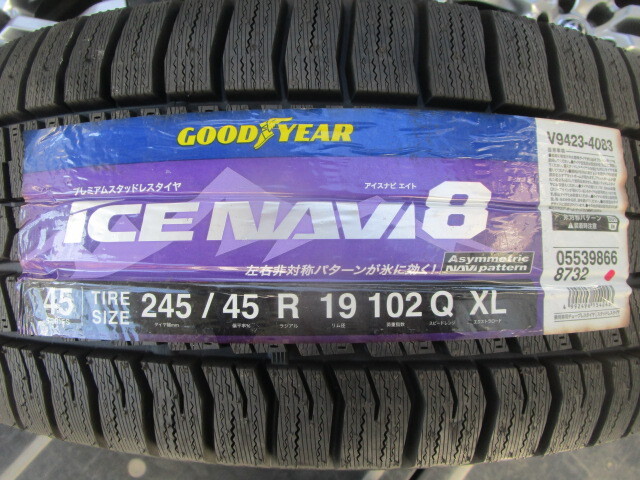 GOODYEAR
V9423-4083
プレミアムスタッドレスタイヤ
アイスナビ エイト
ICE NAVI 8
Asymmetric
NAVI pattern
左右非対称パターンが氷に効く!
05539866
8732
45
TIRE SIZE 245 / 45 R 19 102 Q XL